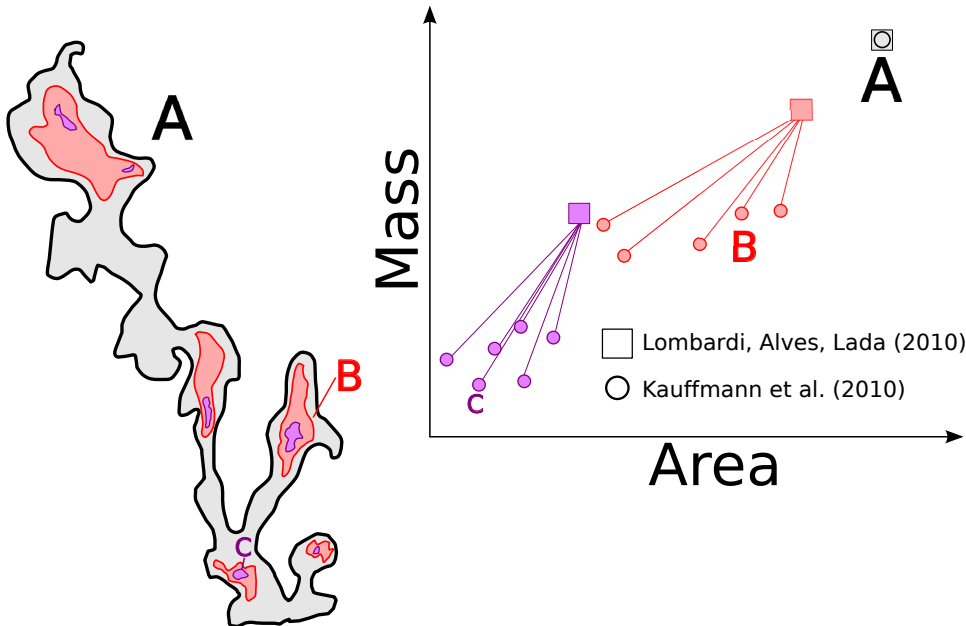 A
B
C
Mass
A
B
C
Lombardi, Alves, Lada (2010)
Kauffmann et al. (2010)
Area